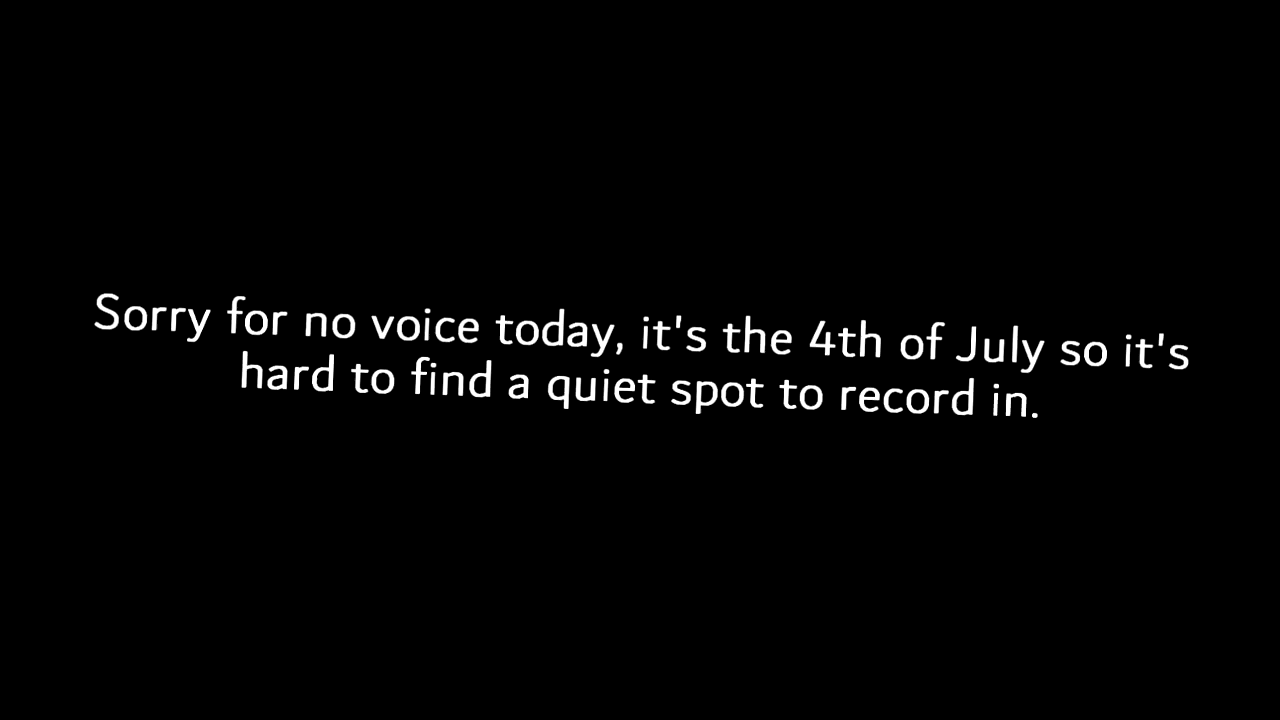 Sorry for no voice today, it's the 4th of July so it's
hard to find a quiet spot to record in.